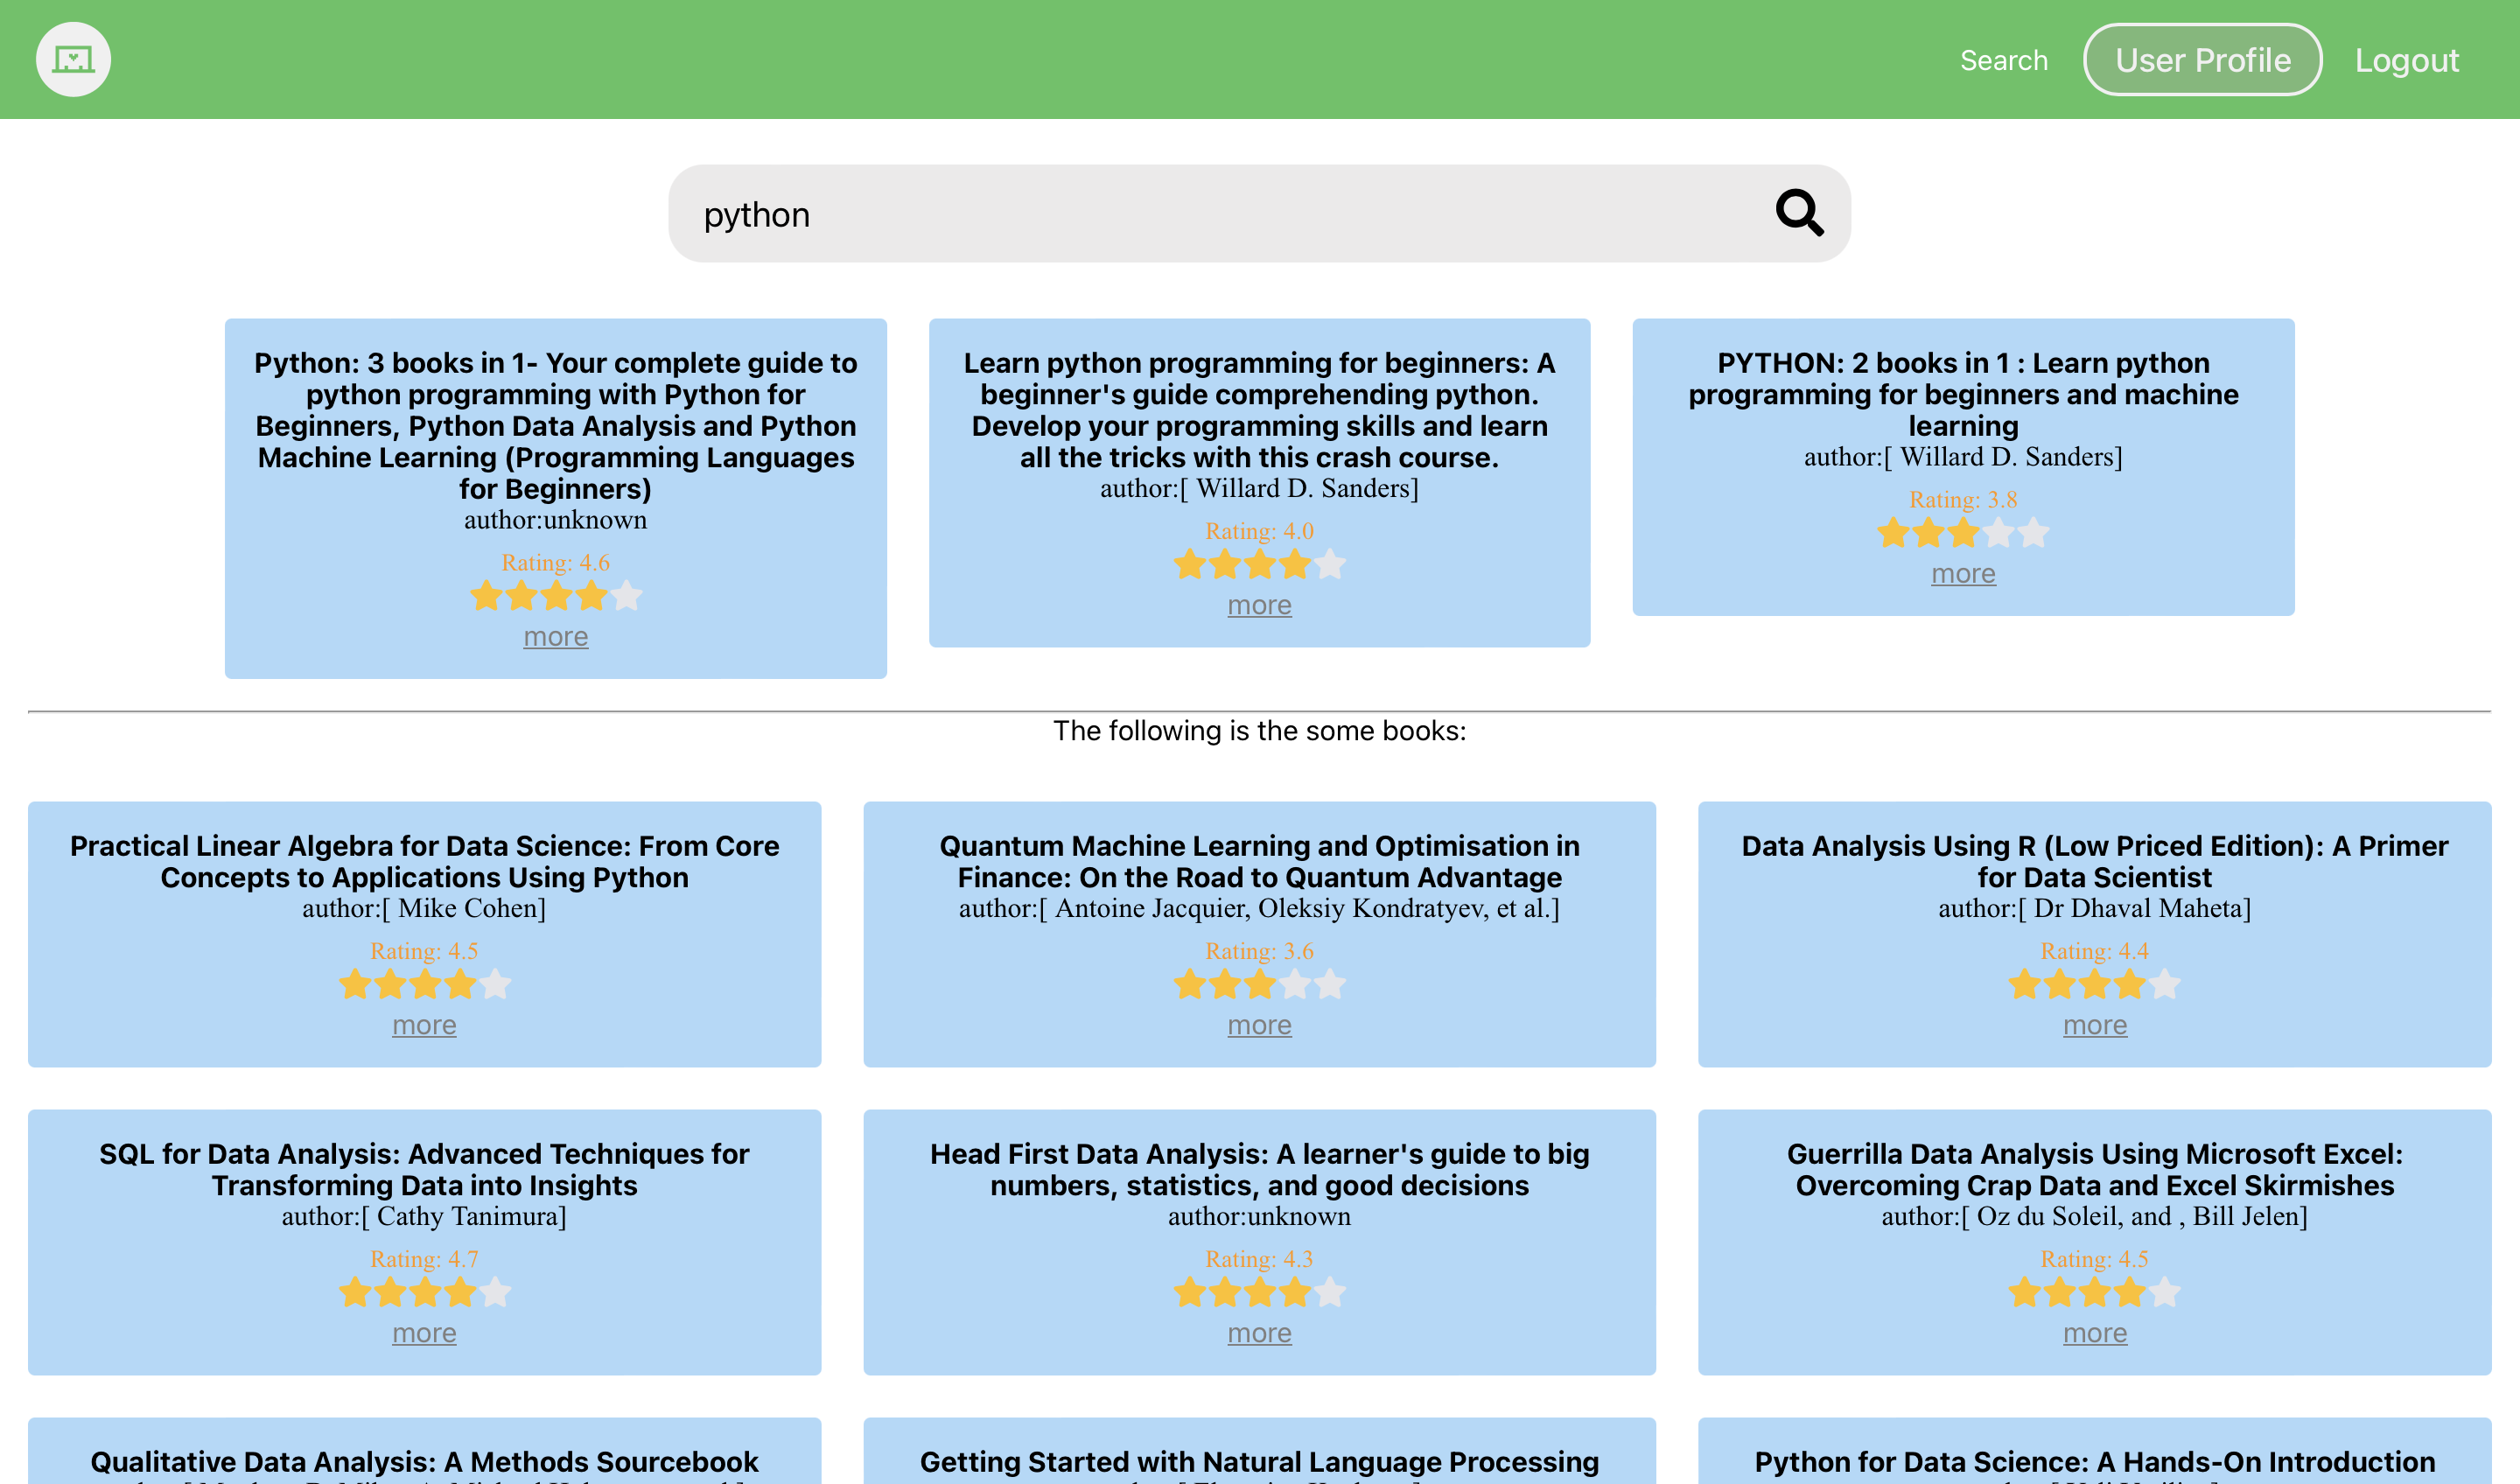 Search
User Profile
Logout
python
Python: 3 books in 1- Your complete guide to
python programming with Python for
Beginners, Python Data Analysis and Python
Machine Learning (Programming Languages
for Beginners)
author:unknown
Rating: 4.6
more
Learn python programming for beginners: A
beginner's guide comprehending python.
Develop your programming skills and learn
all the tricks with this crash course.
author:[ Willard D. Sanders]
Rating: 4.0
more
PYTHON: 2 books in 1 : Learn python
programming for beginners and machine
learning
author:[ Willard D. Sanders]
Rating: 3.8
more
The following is the some books:
Practical Linear Algebra for Data Science: From Core
Concepts to Applications Using Python
author:[ Mike Cohen]
Rating: 4.5
more
Quantum Machine Learning and Optimisation in
Finance: On the Road to Quantum Advantage
author:[ Antoine Jacquier, Oleksiy Kondratyev, et al.]
Rating: 3.6
more
Data Analysis Using R (Low Priced Edition): A Primer
for Data Scientist
author:[ Dr Dhaval Maheta]
Rating: 4.4
more
SQL for Data Analysis: Advanced Techniques for
Transforming Data into Insights
author:[ Cathy Tanimura]
Rating: 4.7
more
Head First Data Analysis: A learner's guide to big
numbers, statistics, and good decisions
author:unknown
Rating: 4.3
more
Guerrilla Data Analysis Using Microsoft Excel:
Overcoming Crap Data and Excel Skirmishes
author:[ Oz du Soleil, and , Bill Jelen]
Rating: 4.5
more
Qualitative Data Analysis: A Methods Sourcebook
Getting Started with Natural Language Processing
Python for Data Science: A Hands-On Introduction